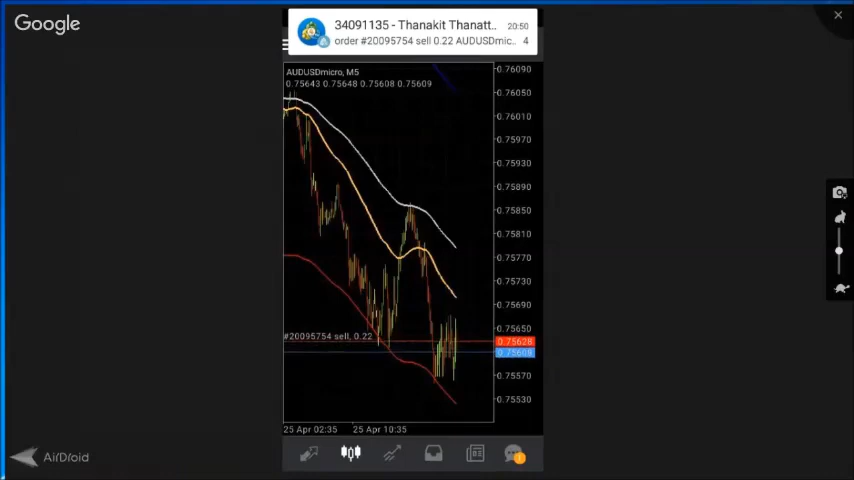 Google
34091135 - Thanakit Thanatt..
20:50
order #20095754 sell 0.22 AUDUSDmic..
4
AUDUSDmicro, M5
0.75643 0.75648 0.75608 0.75609
0.76090
0.76050
0.76010
0.75970
0.75930
0.75890
0.75850
0.75810
0.75770
0.75730
0.75690
0.75650
#20095754 sell, 0.22
0.75628
0.75609
0.75570
0.75530
25 Apr 02:35
25 Apr 10:35
AirDroid
1